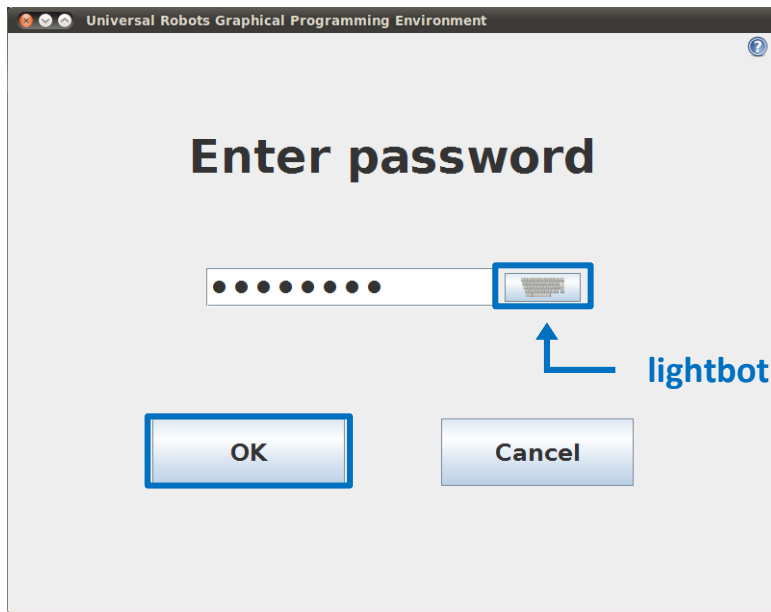 Universal Robots Graphical Programming Environment
?
Enter password
●●●●●●●●
lightbot
OK
Cancel